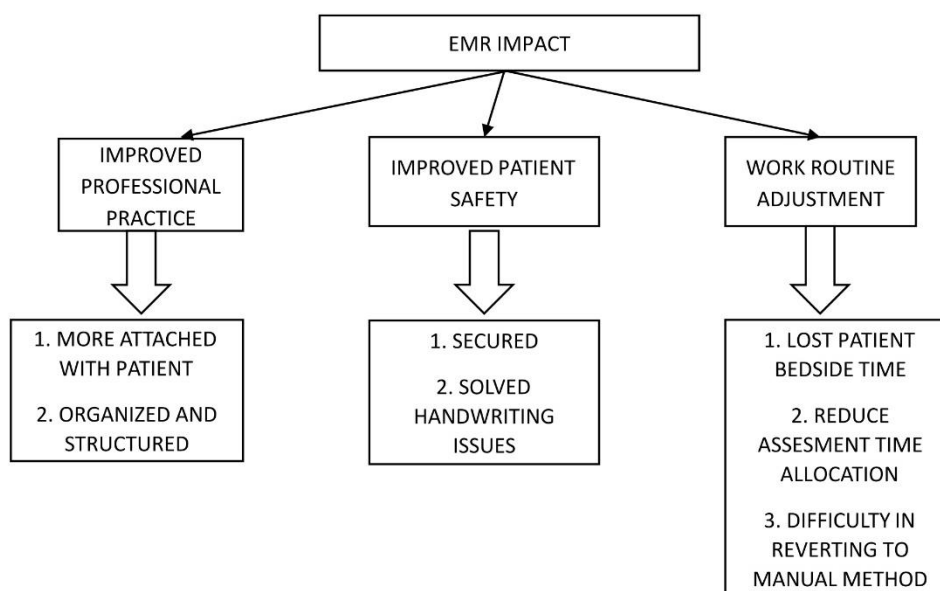 EMR IMPACT
IMPROVED
PROFESSIONAL
PRACTICE
IMPROVED PATIENT
SAFETY
WORK ROUTINE
ADJUSTMENT
1. MORE ATTACHED
WITH PATIENT
2. ORGANIZED AND
STRUCTURED
1. SECURED
2. SOLVED
HANDWRITING
ISSUES
1. LOST PATIENT
BEDSIDE TIME
2. REDUCE
ASSESMENT TIME
ALLOCATION
3. DIFFICULTY IN
REVERTING TO
MANUAL METHOD